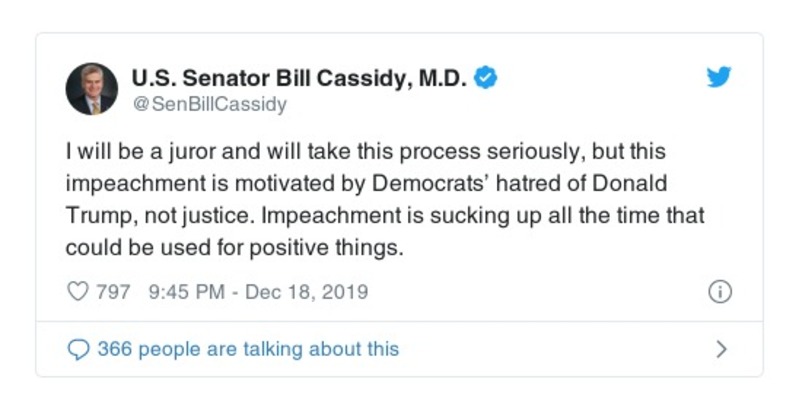 U.S. Senator Bill Cassidy, M.D.
@SenBillCassidy
I will be a juror and will take this process seriously, but this
impeachment is motivated by Democrats’ hatred of Donald
Trump, not justice. Impeachment is sucking up all the time that
could be used for positive things.
797 9:45 PM - Dec 18, 2019
366 people are talking about this